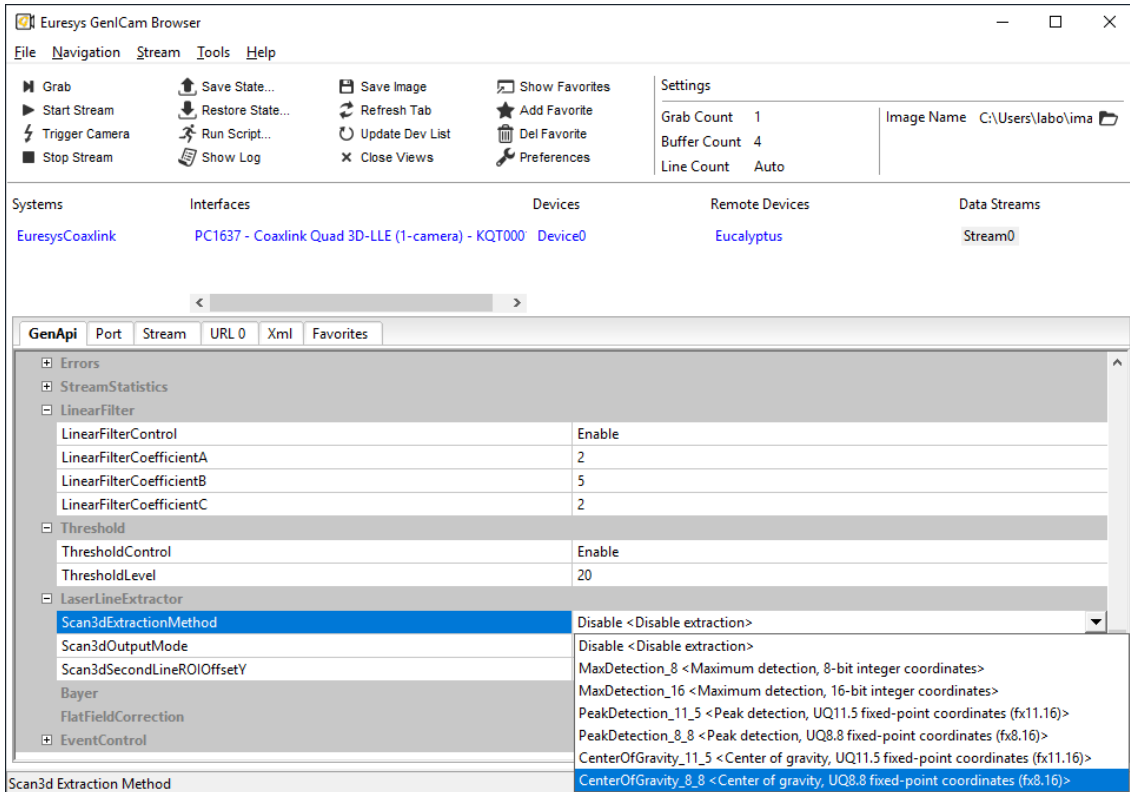 Euresys GenICam Browser
File Navigation Stream Tools Help
Grab Save State... Save Image Show Favorites Settings
Start Stream Restore State... Refresh Tab Add Favorite Grab Count 1 Image Name C:\Users\labo\ima
Trigger Camera Run Script... Update Dev List Del Favorite Buffer Count 4
Stop Stream Show Log Close Views Preferences Line Count Auto
Systems Interfaces Devices Remote Devices Data Streams
EuresysCoaxlink PC1637 - Coaxlink Quad 3D-LLE (1-camera) - KQT000 Device0 Eucalyptus Stream0
GenApi Port Stream URL 0 Xml Favorites
Errors
StreamStatistics
LinearFilter
LinearFilterControl Enable
LinearFilterCoefficientA 2
LinearFilterCoefficientB 5
LinearFilterCoefficientC 2
Threshold
ThresholdControl Enable
ThresholdLevel 20
LaserLineExtractor
Scan3dExtractionMethod Disable <Disable extraction>
Scan3dOutputMode Disable <Disable extraction>
Scan3dSecondLineROIOffsetY MaxDetection_8 <Maximum detection, 8-bit integer coordinates>
Bayer MaxDetection_16 <Maximum detection, 16-bit integer coordinates>
FlatFieldCorrection PeakDetection_11_5 <Peak detection, UQ11.5 fixed-point coordinates (fx11.16)>
EventControl PeakDetection_8_8 <Peak detection, UQ8.8 fixed-point coordinates (fx8.16)>
CenterOfGravity_11_5 <Center of gravity, UQ11.5 fixed-point coordinates (fx11.16)>
Scan3d Extraction Method CenterOfGravity_8_8 <Center of gravity, UQ8.8 fixed-point coordinates (fx8.16)>